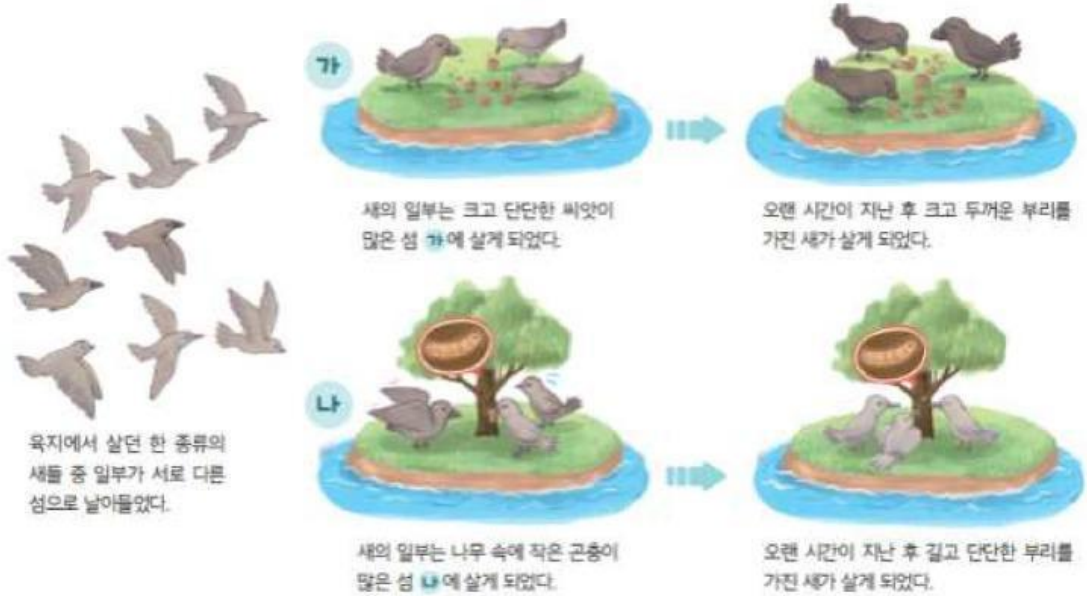 가
새의 일부는 크고 단단한 씨앗이
많은 섬 가 에 살게 되었다.
오랜 시간이 지난 후 크고 두꺼운 부리를
가진 새가 살게 되었다.
육지에서 살던 한 종류의
새들 중 일부가 서로 다른
섬으로 날아들었다.
나
새의 일부는 나무 속에 작은 곤충이
많은 섬 나 에 살게 되었다.
오랜 시간이 지난 후 길고 단단한 부리를
가진 새가 살게 되었다.